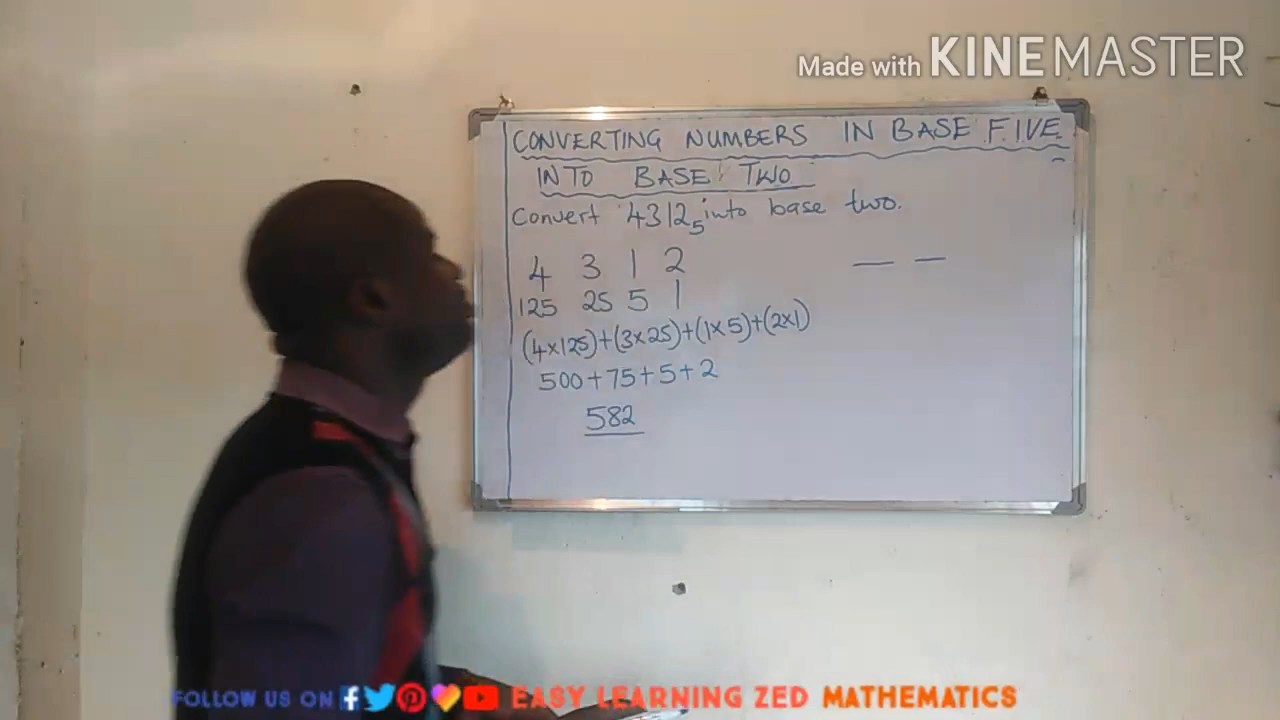 Made with KINEMASTER
CONVERTING NUMBERS IN BASE FIVE
INTO BASE TWO
Convert 4312₅ into base two.
4 3 1 2
125 25 5 1
(4×125)+(3×25)+(1×5)+(2×1)
500+75+5+2
582
FOLLOW US ON EASY LEARNING ZED MATHEMATICS